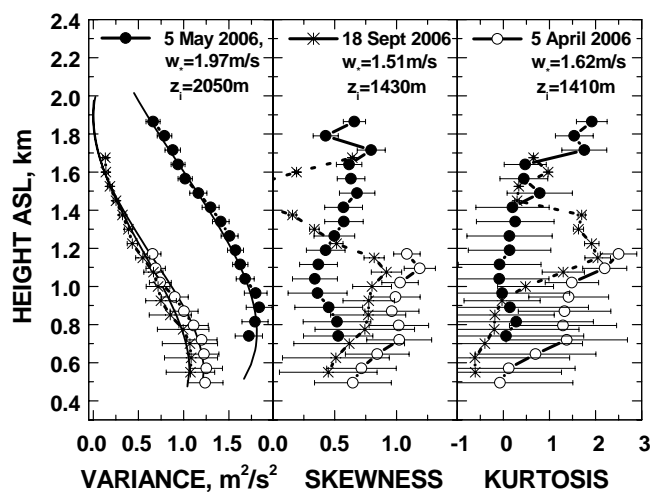 5 May 2006,
w*=1.97m/s
zi=2050m
18 Sept 2006
w*=1.51m/s
zi=1430m
5 April 2006
w*=1.62m/s
zi=1410m
HEIGHT ASL, km
2.4
2.2
2.0
1.8
1.6
1.4
1.2
1.0
0.8
0.6
0.4
0.0 0.5 1.0 1.5 0.0 0.5 1.0 -1 0 1 2 3
VARIANCE, m²/s² SKEWNESS KURTOSIS